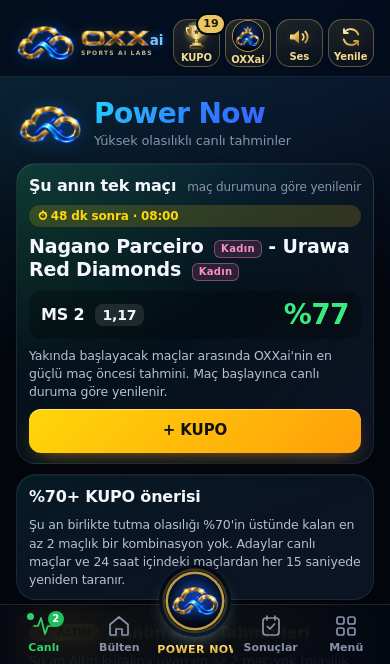 OXX ai
SPORTS AI LABS
19
KUPO
OXXai
Ses
Yenile
Power Now
Yüksek olasılıklı canlı tahminler
Şu anın tek maçı
maç durumuna göre yenilenir
48 dk sonra · 08:00
Nagano Parceiro Kadın - Urawa
Red Diamonds Kadın
MS 2 1,17 %77
Yakında başlayacak maçlar arasında OXXai'nin en
güçlü maç öncesi tahmini. Maç başlayınca canlı
duruma göre yenilenir.
+ KUPO
%70+ KUPO önerisi
Şu an birlikte tutma olasılığı %70'in üstünde kalan en
az 2 maçlık bir kombinasyon yok. Adaylar canlı
maçlar ve 24 saat içindeki maçlardan her 15 saniyede
yeniden taranır.
2
Canlı
Bülten
POWER NOW
Sonuçlar
Menü